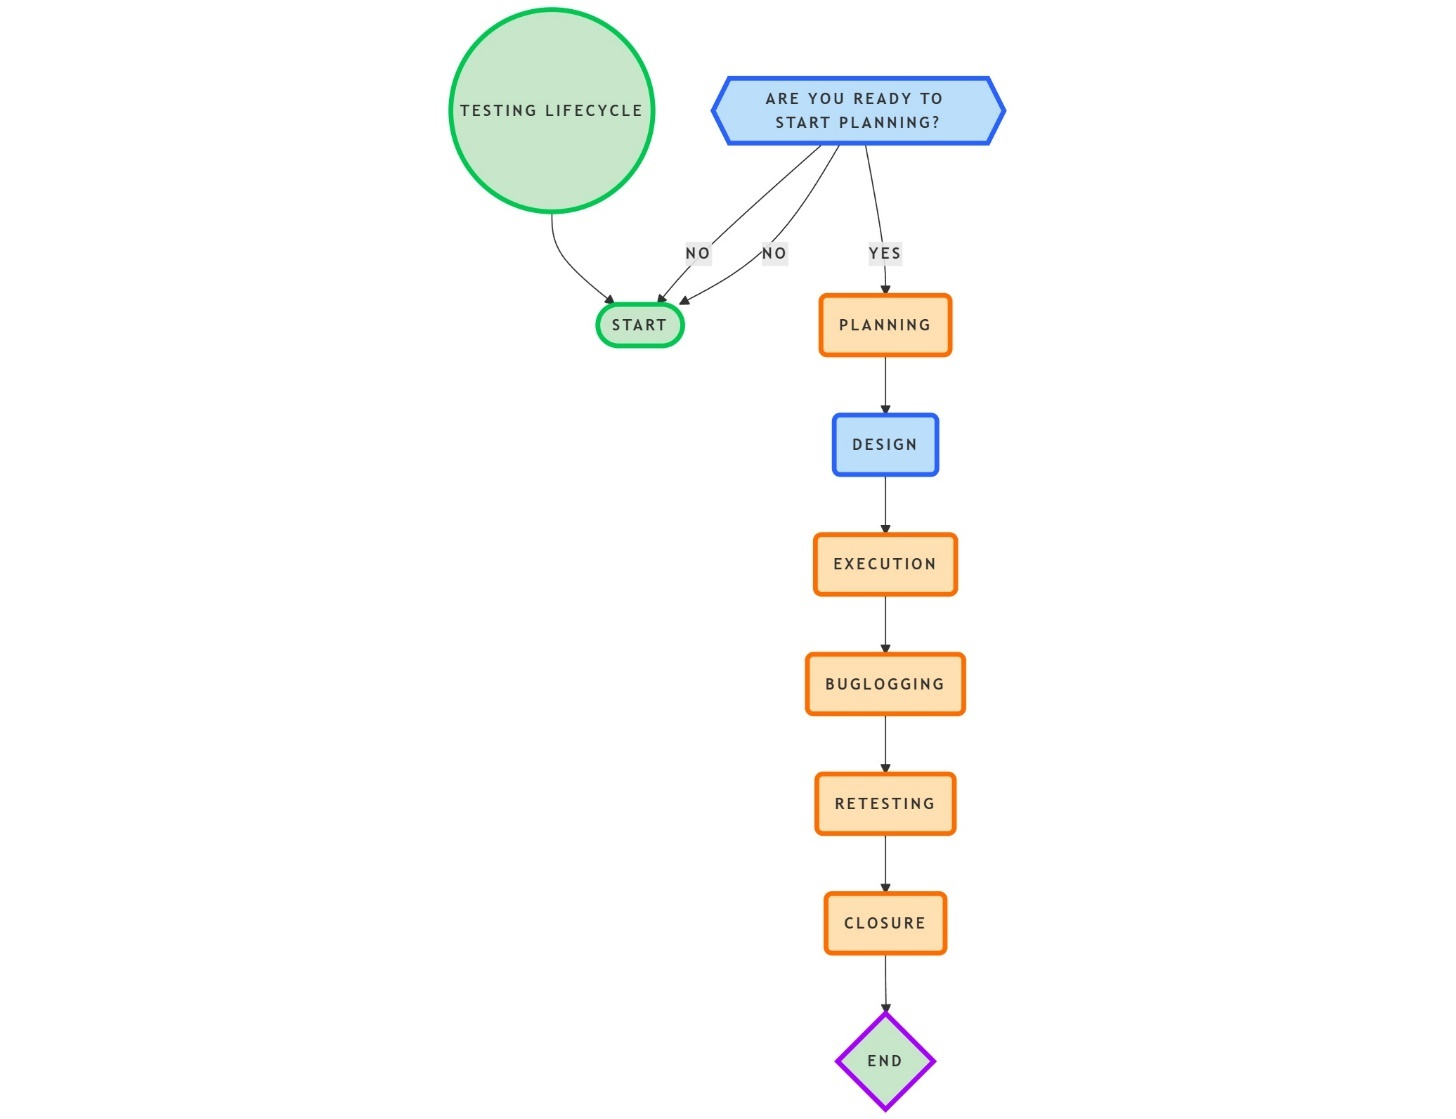 TESTING LIFECYCLE
ARE YOU READY TO
START PLANNING?
NO
NO
YES
START
PLANNING
DESIGN
EXECUTION
BUGLOGGING
RETESTING
CLOSURE
END